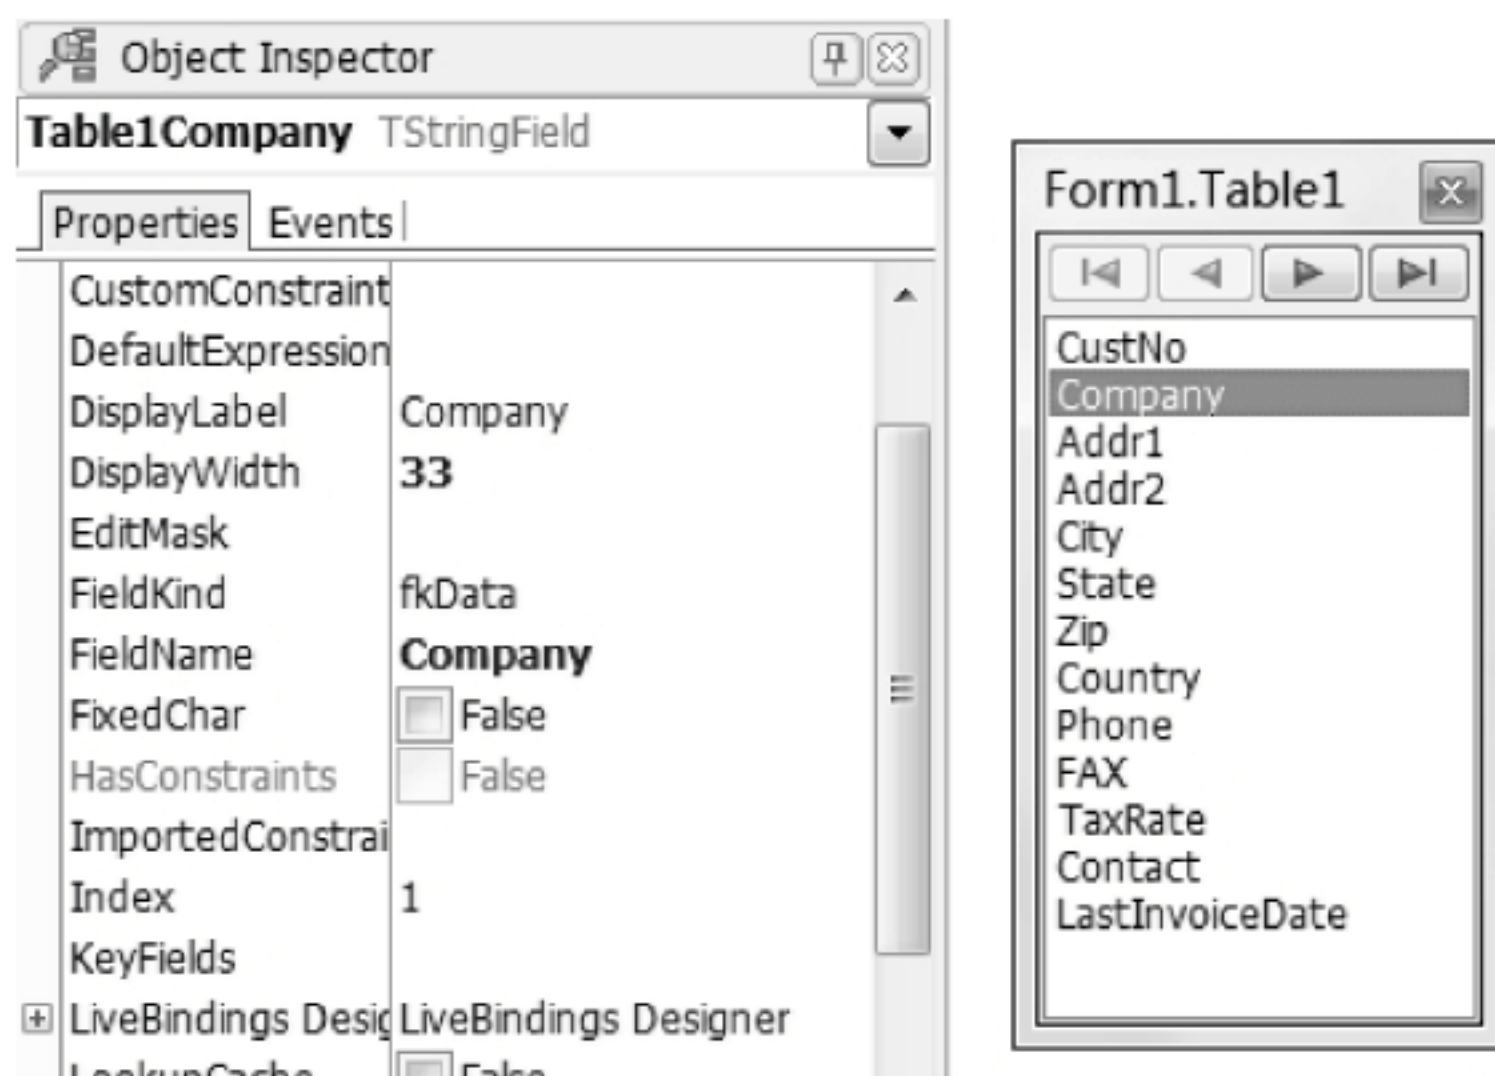 Object Inspector
Table1Company TStringField
Properties Events
CustomConstraint
DefaultExpression
DisplayLabel Company
DisplayWidth 33
EditMask
FieldKind fkData
FieldName Company
FixedChar False
HasConstraints False
ImportedConstrai
Index 1
KeyFields
LiveBindings Desig LiveBindings Designer
LookupCache False
Form1.Table1
CustNo
Company
Addr1
Addr2
City
State
Zip
Country
Phone
FAX
TaxRate
Contact
LastInvoiceDate